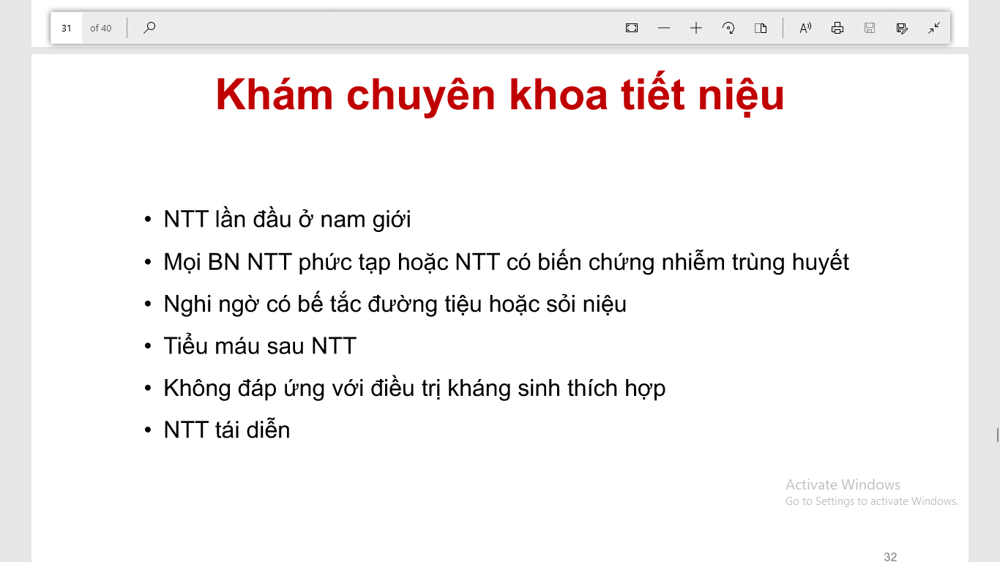 31 of 40
Khám chuyên khoa tiết niệu
• NTT lần đầu ở nam giới
• Mọi BN NTT phức tạp hoặc NTT có biến chứng nhiễm trùng huyết
• Nghi ngờ có bế tắc đường tiệu hoặc sỏi niệu
• Tiểu máu sau NTT
• Không đáp ứng với điều trị kháng sinh thích hợp
• NTT tái diễn
Activate Windows
Go to Settings to activate Windows.
32